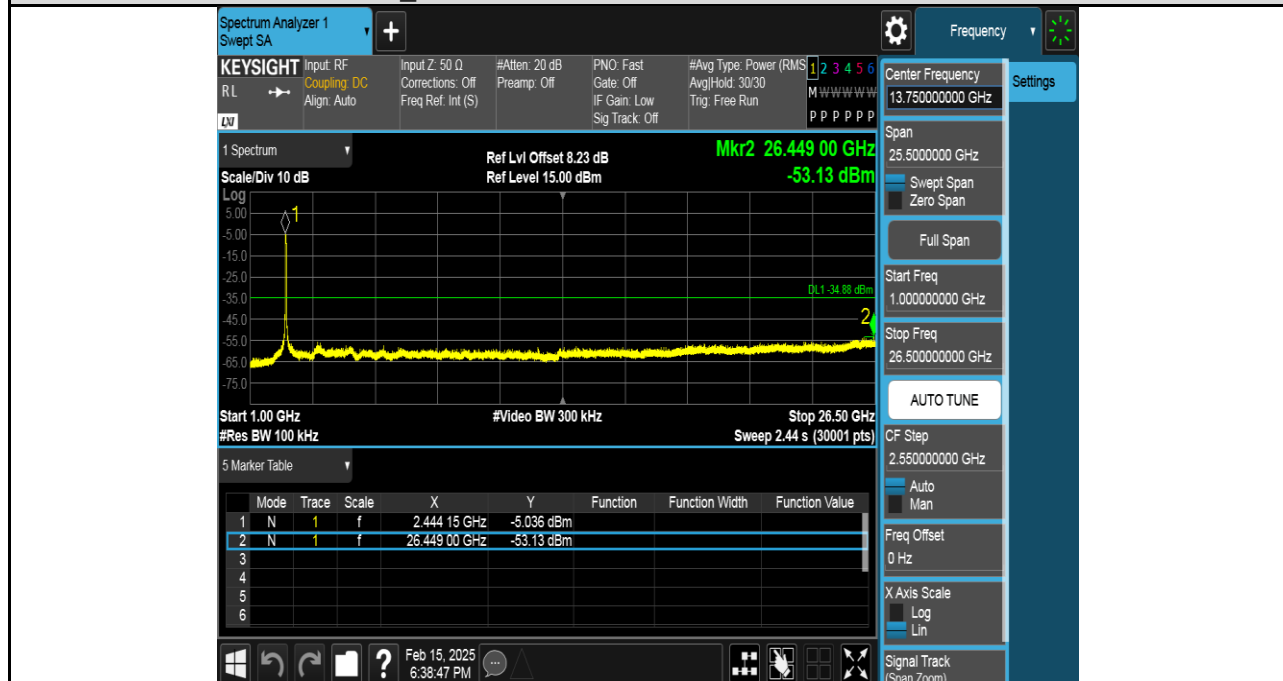 Spectrum Analyzer 1
Swept SA
+
Frequency
KEYSIGHT
RL
LXI
Input: RF
Coupling: DC
Align: Auto
Input Z: 50 Ω
Corrections: Off
Freq Ref: Int (S)
#Atten: 20 dB
Preamp: Off
PNO: Fast
Gate: Off
IF Gain: Low
Sig Track: Off
#Avg Type: Power (RMS
Avg|Hold: 30/30
Trig: Free Run
1 2 3 4 5 6
M W W W W W
P P P P P P
Center Frequency
13.750000000 GHz
Settings
1 Spectrum
Scale/Div 10 dB
Ref Lvl Offset 8.23 dB
Ref Level 15.00 dBm
Mkr2 26.449 00 GHz
-53.13 dBm
Log
5.00
-5.00
-15.0
-25.0
-35.0
-45.0
-55.0
-65.0
-75.0
1
DL1 -34.88 dBm
2
Start 1.00 GHz
#Video BW 300 kHz
Stop 26.50 GHz
#Res BW 100 kHz
Sweep 2.44 s (30001 pts)
Span
25.5000000 GHz
Swept Span
Zero Span
Full Span
Start Freq
1.000000000 GHz
Stop Freq
26.500000000 GHz
AUTO TUNE
CF Step
2.550000000 GHz
Auto
Man
Freq Offset
0 Hz
X Axis Scale
Log
Lin
Signal Track
(Span Zoom)
5 Marker Table
Mode Trace Scale X Y Function Function Width Function Value
1 N 1 f 2.444 15 GHz -5.036 dBm
2 N 1 f 26.449 00 GHz -53.13 dBm
3
4
5
6
?
Feb 15, 2025
6:38:47 PM